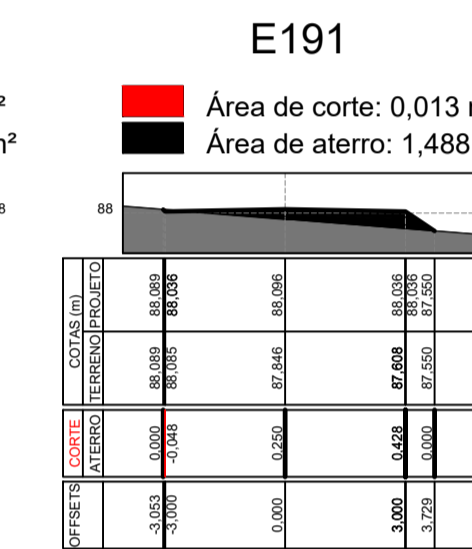 E191
²
Área de corte: 0,013
m²
Área de aterro: 1,488
8
88
COTAS (m)
PROJETO
88,089
88,036
88,096
88,036
88,036
87,550
TERRENO
88,089
88,085
87,846
87,608
87,550
CORTE
ATERRO
0,000
-0,048
0,250
0,428
0,000
OFFSETS
-3,053
-3,000
0,000
3,000
3,729